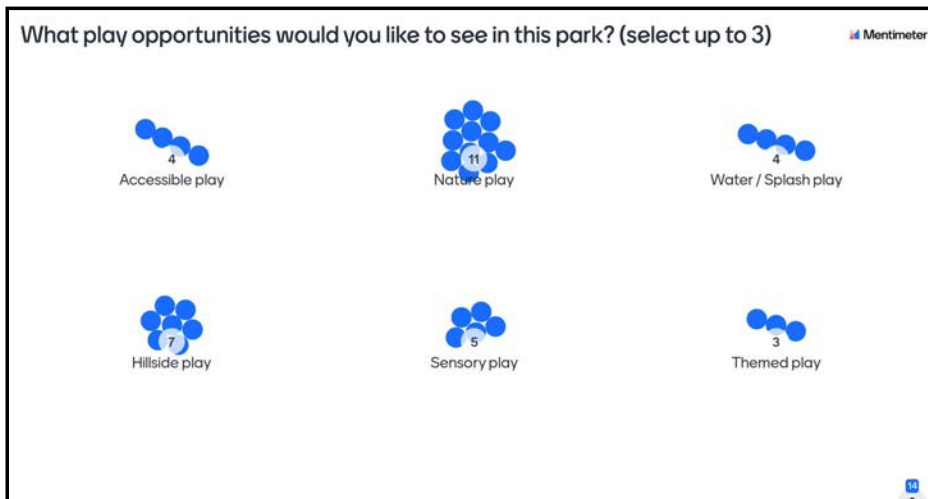 What play opportunities would you like to see in this park? (select up to 3)
Mentimeter
4
Accessible play
11
Nature play
4
Water / Splash play
7
Hillside play
5
Sensory play
3
Themed play
14